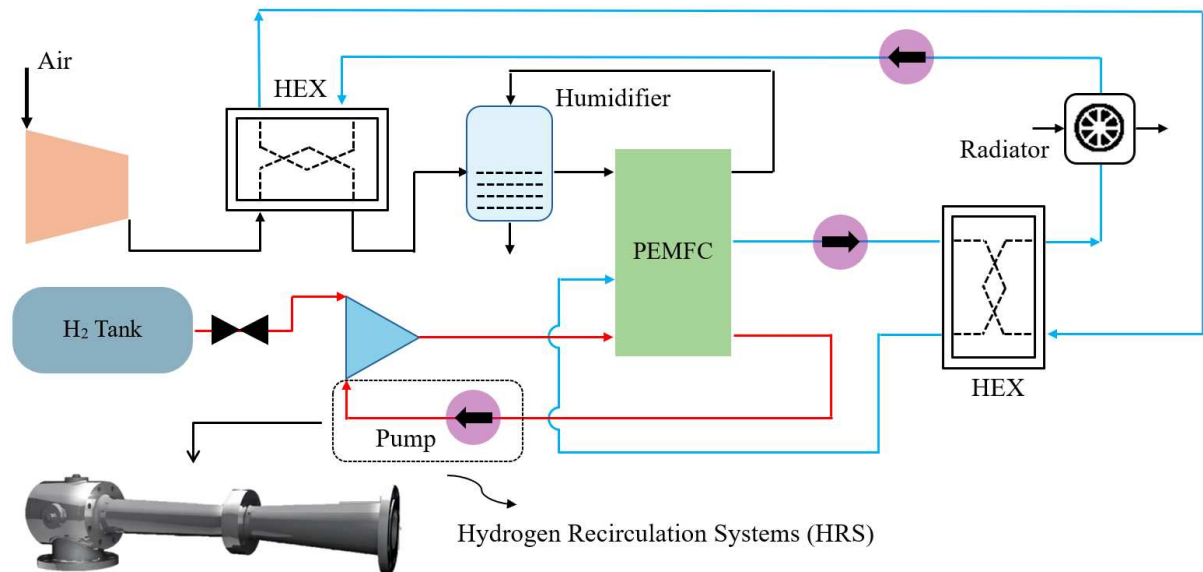 Air
HEX
Humidifier
Radiator
PEMFC
H₂ Tank
HEX
Pump
Hydrogen Recirculation Systems (HRS)